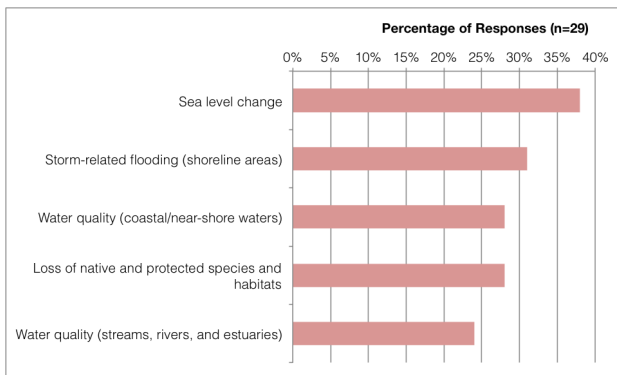 Percentage of Responses (n=29)
0% 5% 10% 15% 20% 25% 30% 35% 40%
Sea level change
Storm-related flooding (shoreline areas)
Water quality (coastal/near-shore waters)
Loss of native and protected species and
habitats
Water quality (streams, rivers, and estuaries)